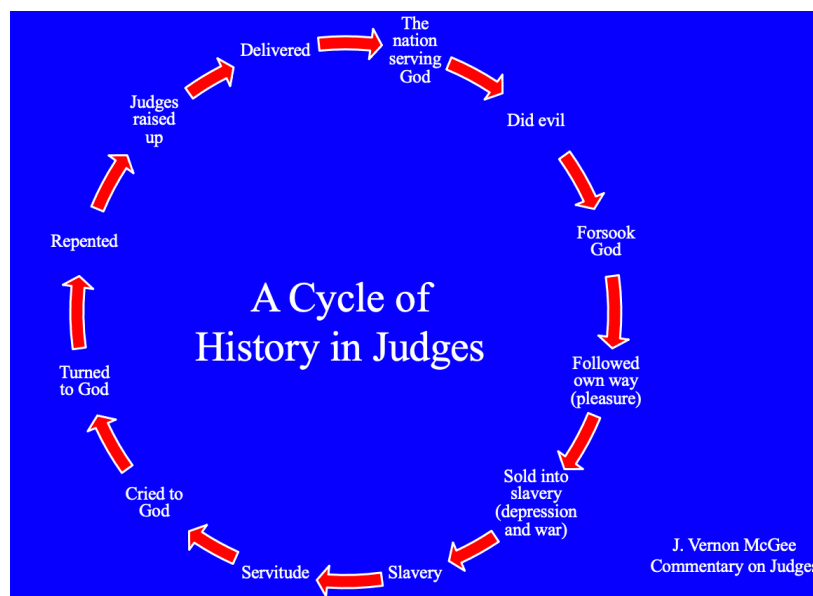 A Cycle of
History in Judges
The
nation
serving
God
Did evil
Forsook
God
Followed
own way
(pleasure)
Sold into
slavery
(depression
and war)
Slavery
Servitude
Cried to
God
Turned
to God
Repented
Judges
raised
up
Delivered
J. Vernon McGee
Commentary on Judges